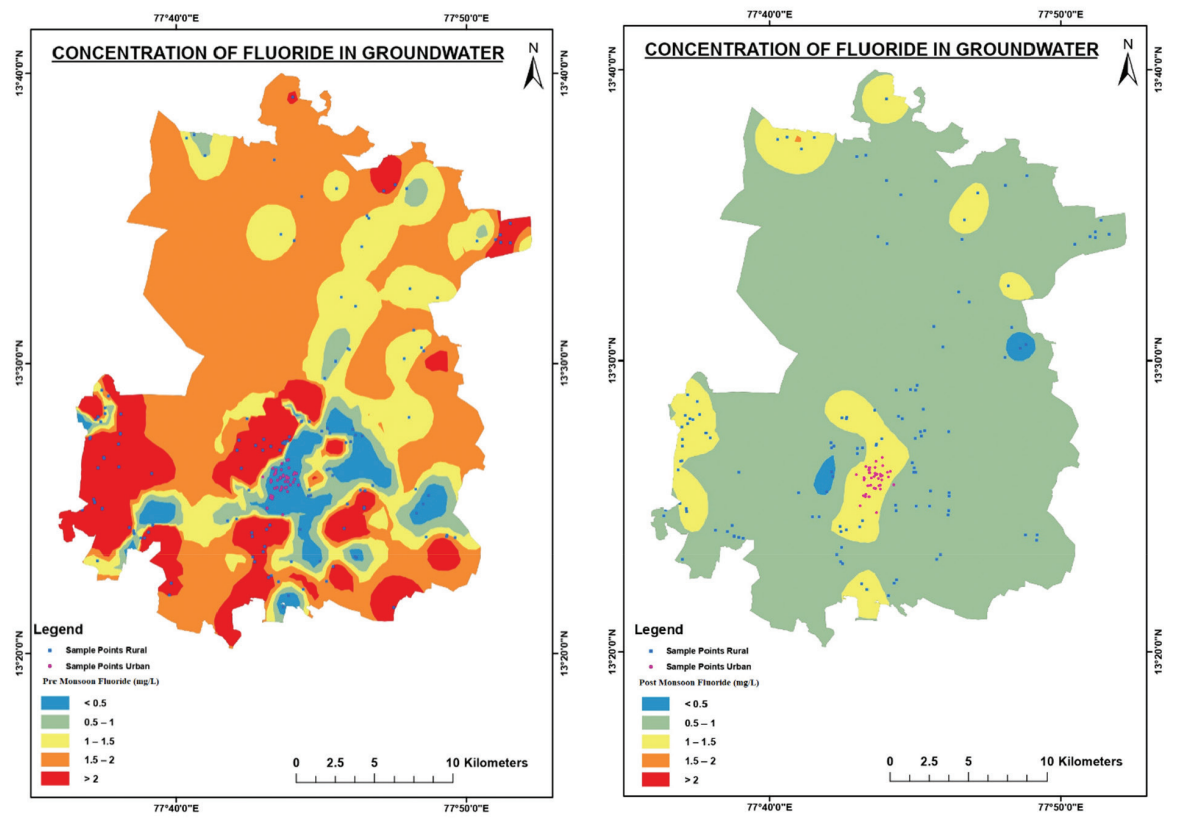 77°40'0"E
77°50'0"E
CONCENTRATION OF FLUORIDE IN GROUNDWATER
N
13°40'0"N
13°40'0"N
13°30'0"N
13°30'0"N
13°20'0"N
13°20'0"N
Legend
Sample Points Rural
Sample Points Urban
Pre Monsoon Fluoride (mg/L)
< 0.5
0.5 – 1
1 – 1.5
1.5 – 2
> 2
0 2.5 5 10 Kilometers
77°40'0"E
77°50'0"E
77°40'0"E
77°50'0"E
CONCENTRATION OF FLUORIDE IN GROUNDWATER
N
13°40'0"N
13°40'0"N
13°30'0"N
13°30'0"N
13°20'0"N
13°20'0"N
Legend
Sample Points Rural
Sample Points Urban
Post Monsoon Fluoride (mg/L)
< 0.5
0.5 – 1
1 – 1.5
1.5 – 2
> 2
0 2.5 5 10 Kilometers
77°40'0"E
77°50'0"E